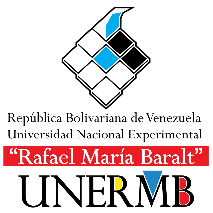 República Bolivariana de Venezuela
Universidad Nacional Experimental
“Rafael María Baralt”
UNERMB